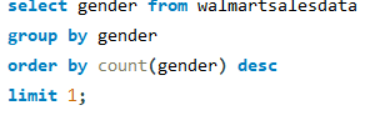 select gender from walmartsalesdata
group by gender
order by count(gender) desc
limit 1;